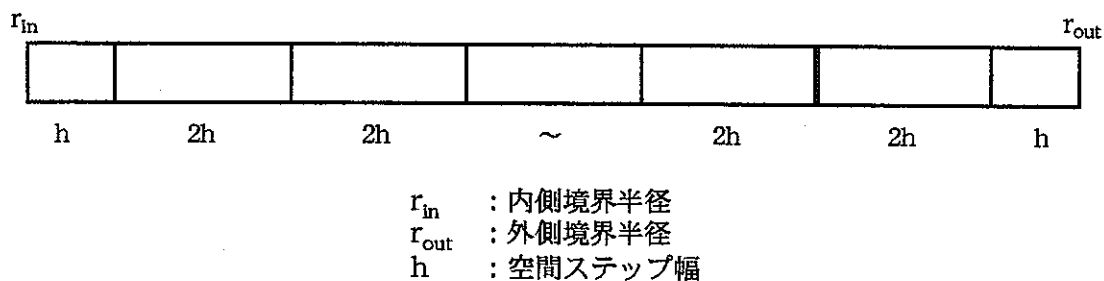 r_in r_out
h 2h 2h ～ 2h 2h h
r_in ：内側境界半径
r_out ：外側境界半径
h ：空間ステップ幅